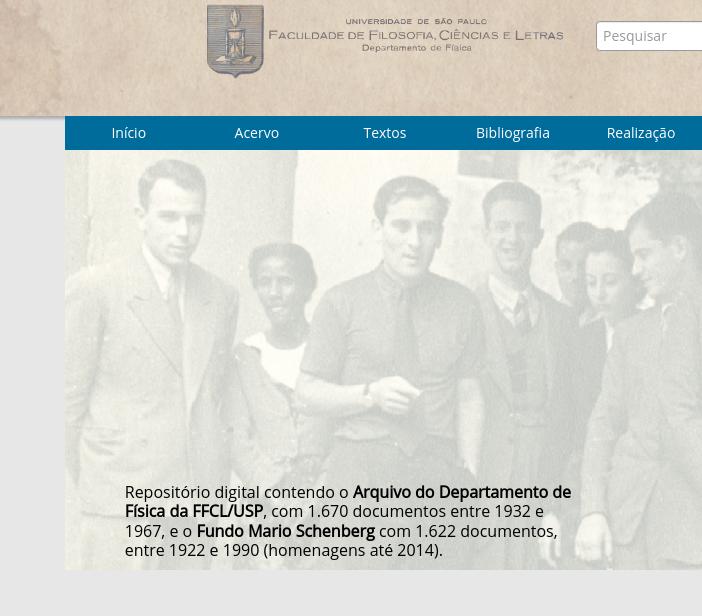 UNIVERSIDADE DE SÃO PAULO
FACULDADE DE FILOSOFIA, CIÊNCIAS E LETRAS
Departamento de Física
Pesquisar
Início Acervo Textos Bibliografia Realização
Repositório digital contendo o Arquivo do Departamento de
Física da FFCL/USP, com 1.670 documentos entre 1932 e
1967, e o Fundo Mario Schenberg com 1.622 documentos,
entre 1922 e 1990 (homenagens até 2014).